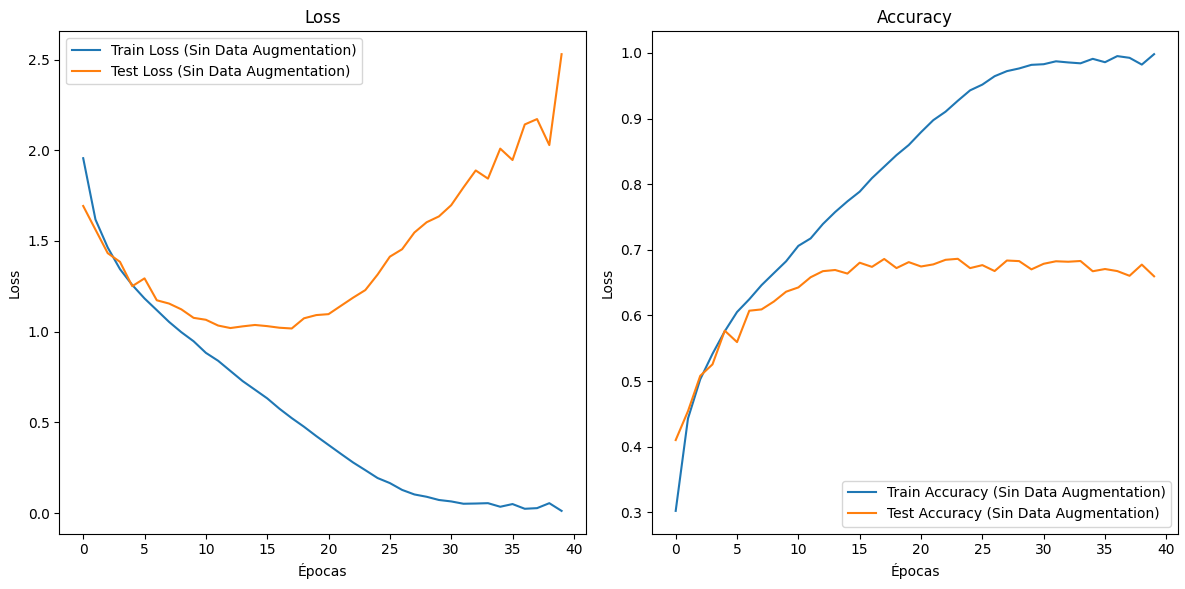 Loss
Train Loss (Sin Data Augmentation)
Test Loss (Sin Data Augmentation)
Loss
2.5
2.0
1.5
1.0
0.5
0.0
0 5 10 15 20 25 30 35 40
Épocas
Accuracy
Loss
1.0
0.9
0.8
0.7
0.6
0.5
0.4
0.3
Train Accuracy (Sin Data Augmentation)
Test Accuracy (Sin Data Augmentation)
0 5 10 15 20 25 30 35 40
Épocas